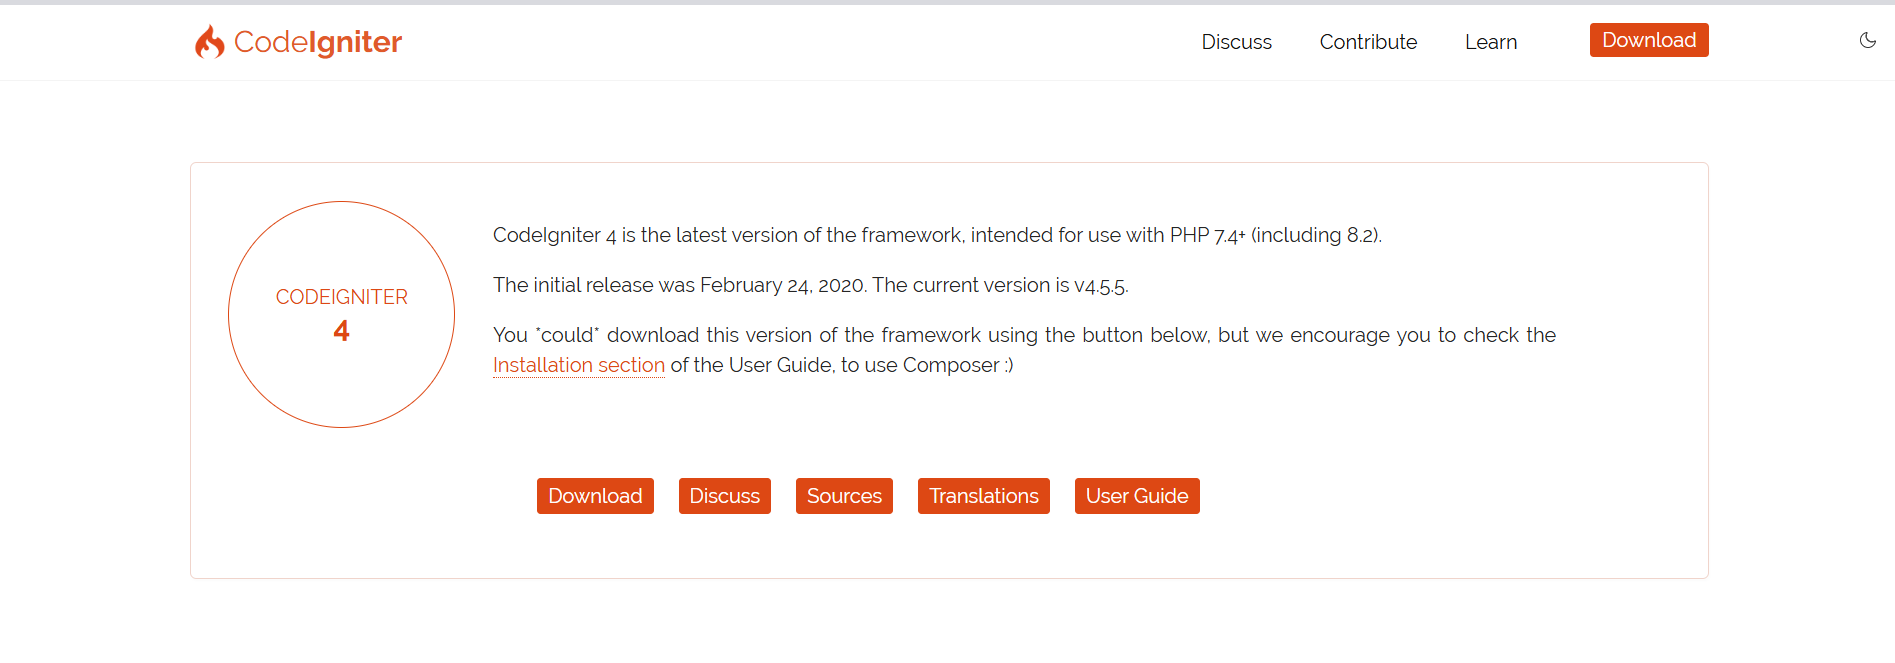 CodeIgniter
Discuss
Contribute
Learn
Download
CODEIGNITER
4
CodeIgniter 4 is the latest version of the framework, intended for use with PHP 7.4+ (including 8.2).
The initial release was February 24, 2020. The current version is v4.5.5.
You *could* download this version of the framework using the button below, but we encourage you to check the
Installation section of the User Guide, to use Composer :)
Download
Discuss
Sources
Translations
User Guide